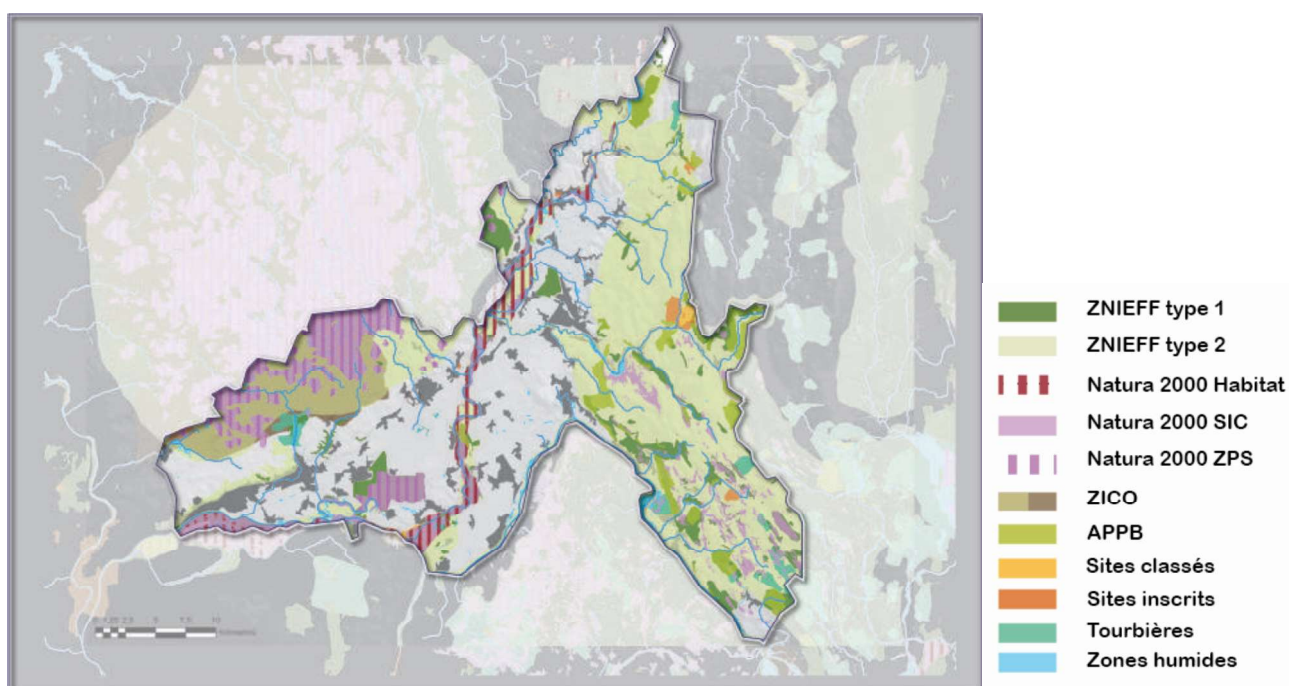 ZNIEFF type 1
ZNIEFF type 2
Natura 2000 Habitat
Natura 2000 SIC
Natura 2000 ZPS
ZICO
APPB
Sites classés
Sites inscrits
Tourbières
Zones humides